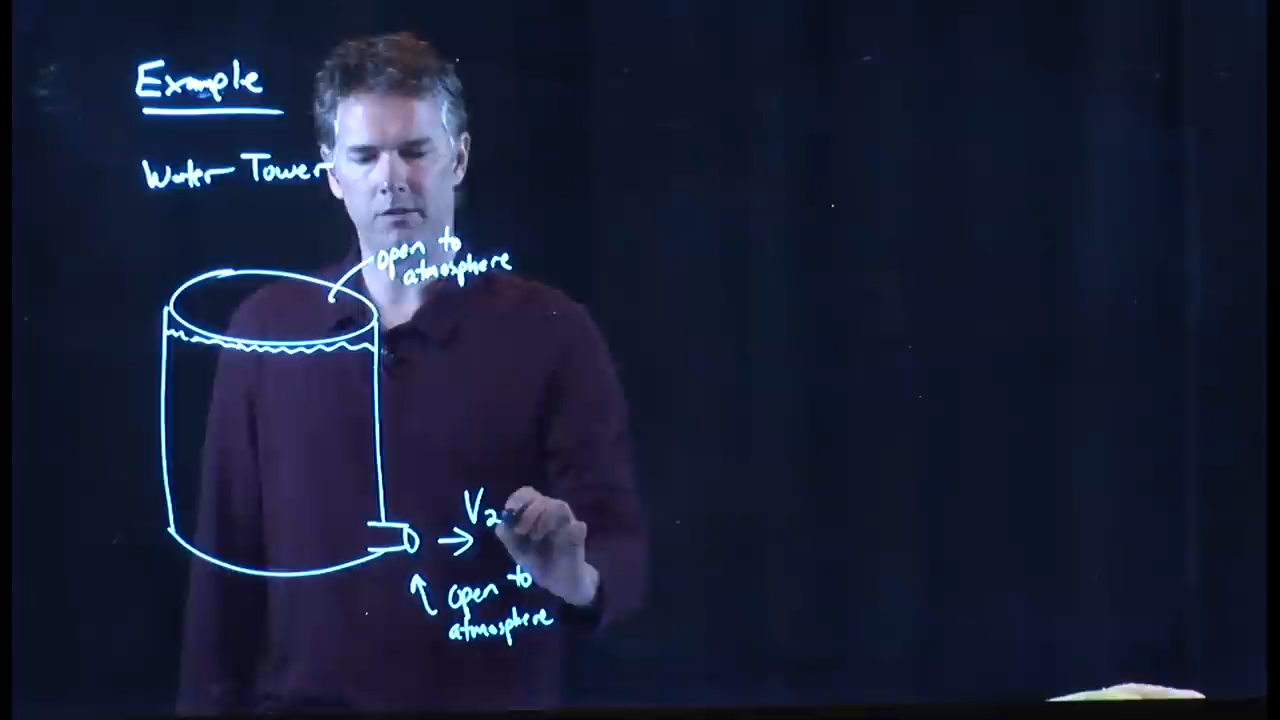 Example
Water Tower
open to
atmosphere
V2
open to
atmosphere